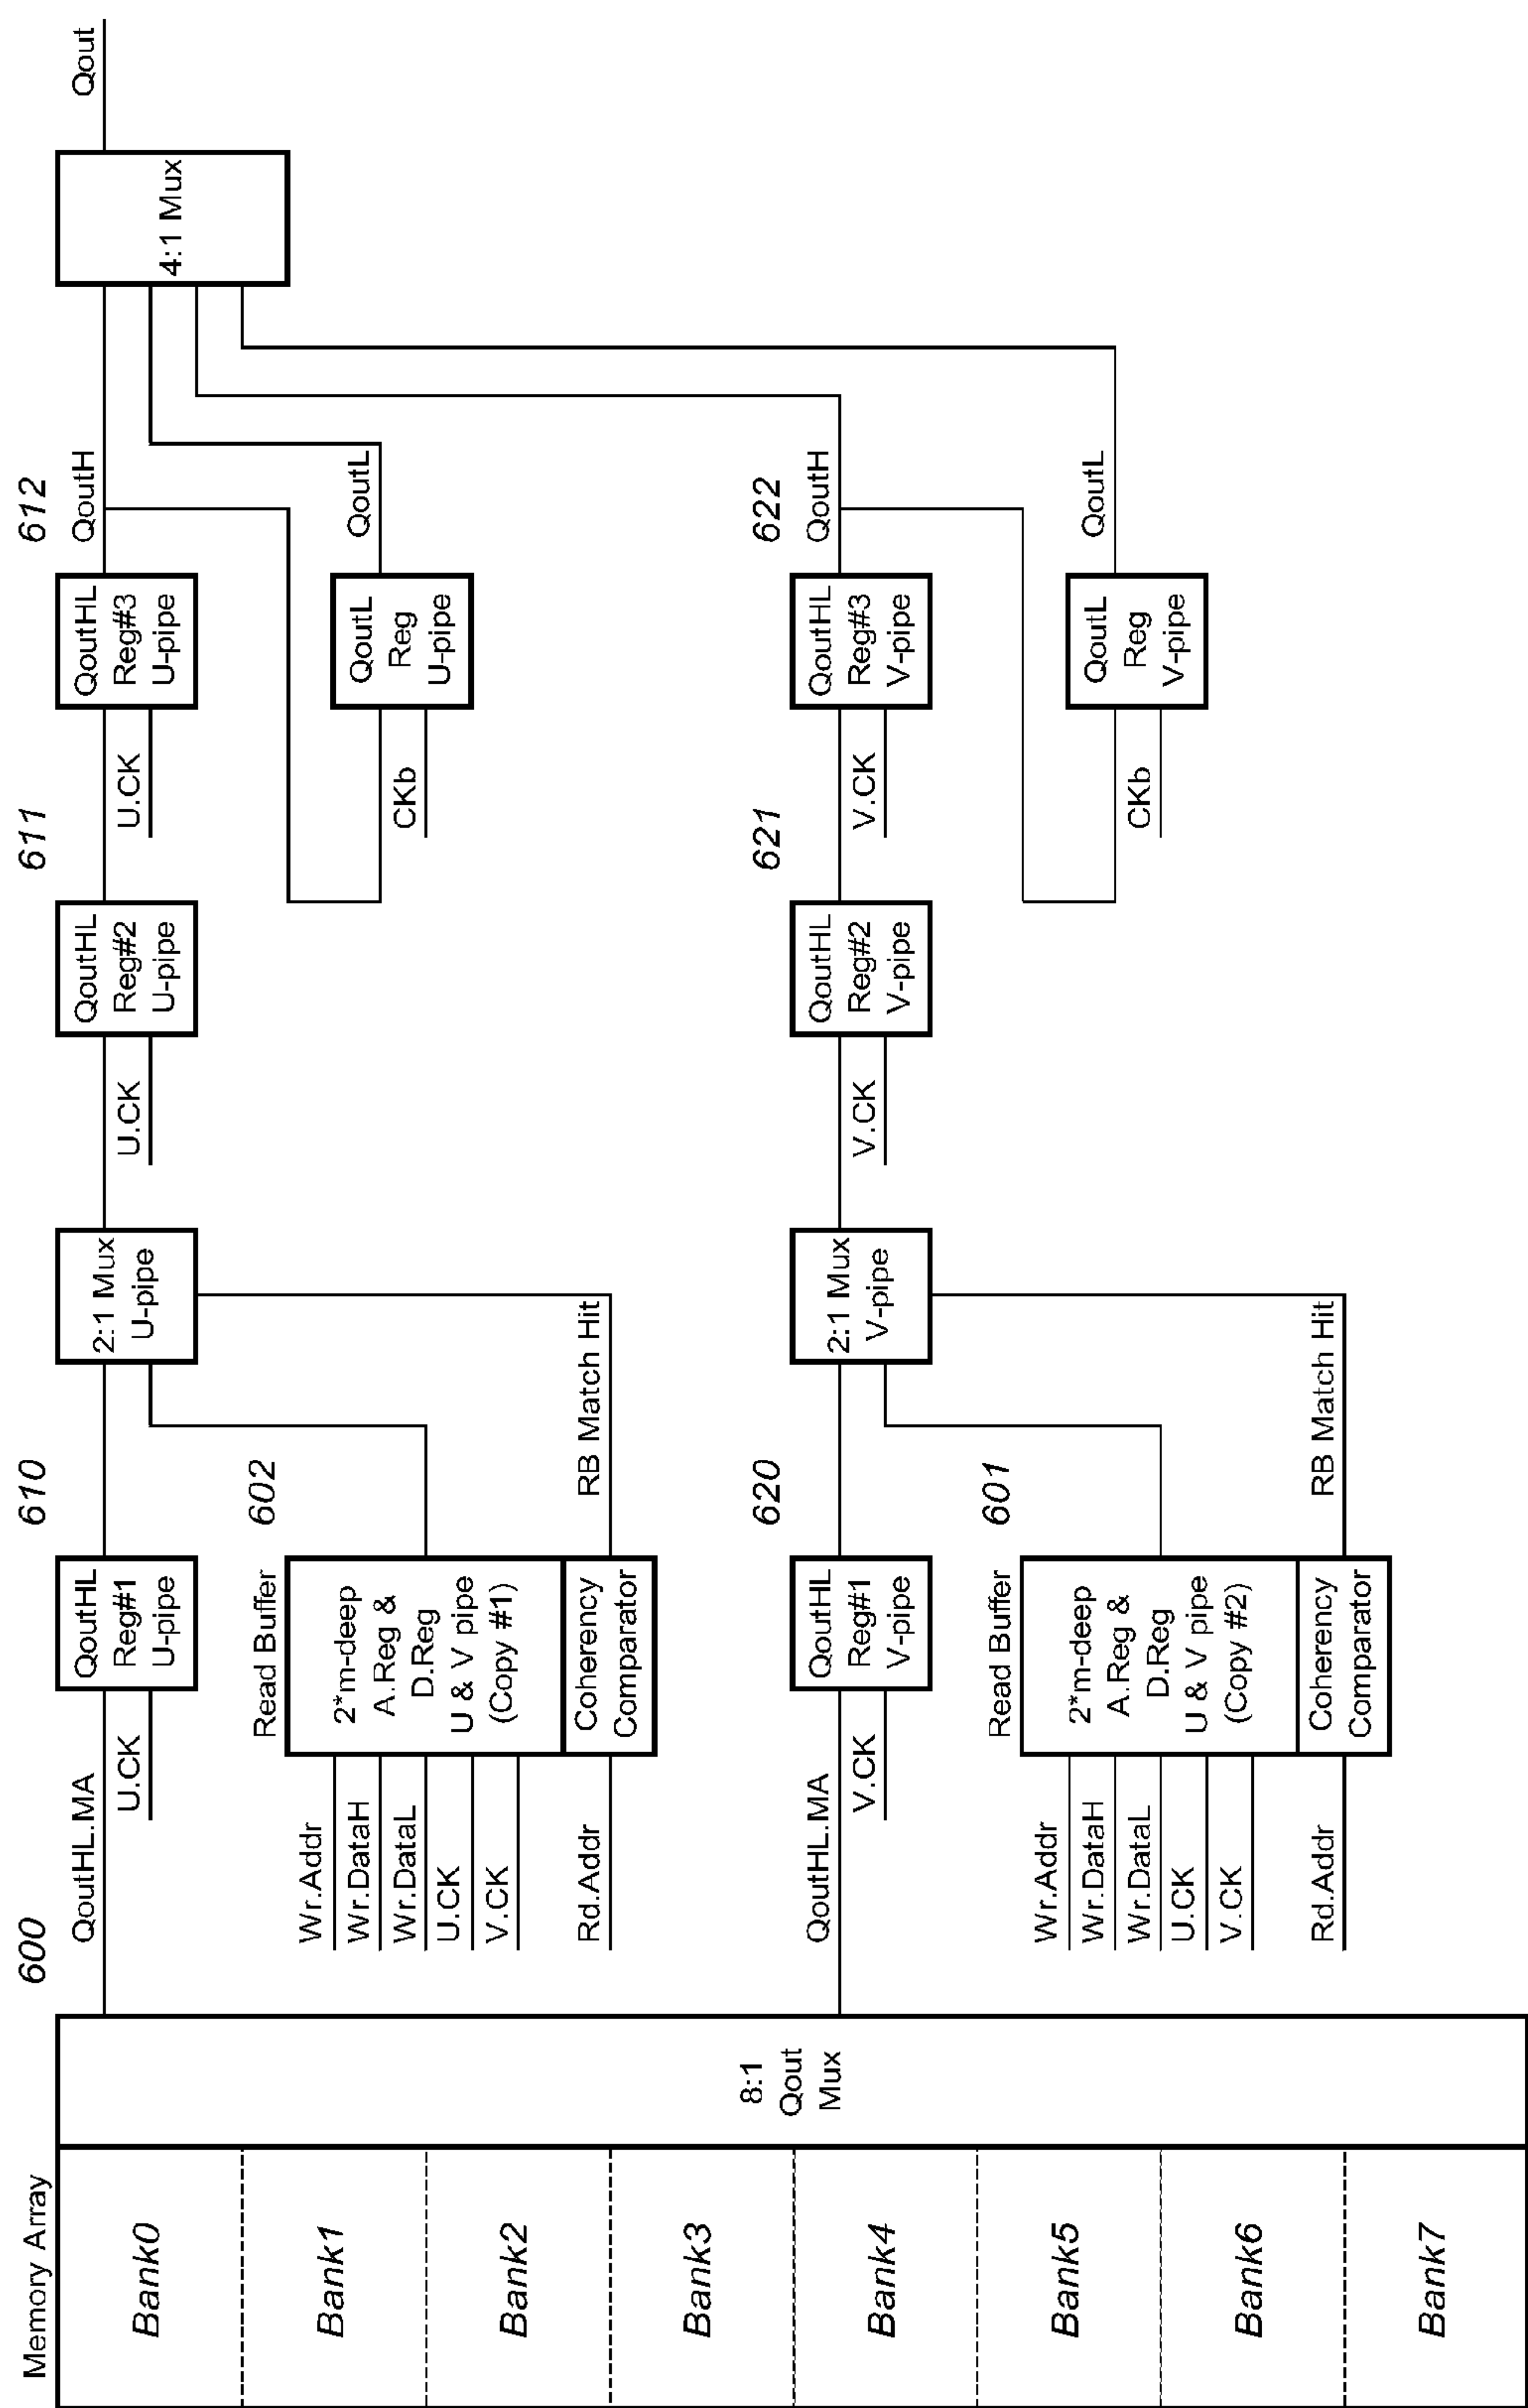 Memory Array
Bank0
Bank1
Bank2
Bank3
Bank4
Bank5
Bank6
Bank7
8:1
Qout
Mux
600
QoutHL.MA
U.CK
QoutHL
Reg#1
U-pipe
610
2:1 Mux
U-pipe
U.CK
QoutHL
Reg#2
U-pipe
611
U.CK
QoutHL
Reg#3
U-pipe
612
QoutH
4:1 Mux
Qout
Read Buffer
602
Wr.Addr
Wr.DataH
Wr.DataL
U.CK
V.CK
Rd.Addr
2*m-deep
A.Reg &
D.Reg
U & V pipe
(Copy #1)
Coherency
Comparator
RB Match Hit
CKb
QoutL
Reg
U-pipe
QoutL
QoutHL.MA
V.CK
QoutHL
Reg#1
V-pipe
620
2:1 Mux
V-pipe
V.CK
QoutHL
Reg#2
V-pipe
621
V.CK
QoutHL
Reg#3
V-pipe
622
QoutH
Read Buffer
601
Wr.Addr
Wr.DataH
Wr.DataL
U.CK
V.CK
Rd.Addr
2*m-deep
A.Reg &
D.Reg
U & V pipe
(Copy #2)
Coherency
Comparator
RB Match Hit
CKb
QoutL
Reg
V-pipe
QoutL